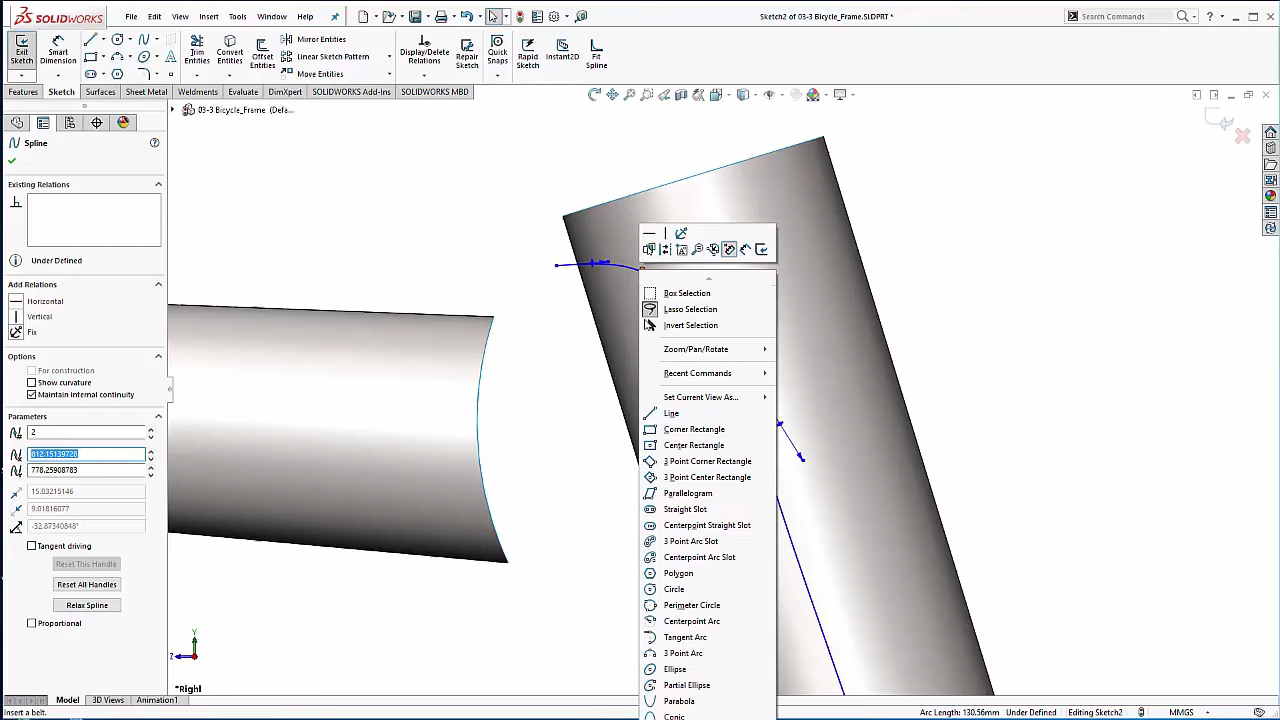 SOLIDWORKS File Edit View Insert Tools Window Help Sketch2 of 03-3 Bicycle_Frame.SLDPRT * Search Commands
Exit Sketch Smart Dimension Trim Entities Convert Entities Offset Entities Mirror Entities Linear Sketch Pattern Move Entities Display/Delete Relations Repair Sketch Quick Snaps Rapid Sketch Instant2D Fit Spline
Features Sketch Surfaces Sheet Metal Weldments Evaluate DimXpert SOLIDWORKS Add-Ins SOLIDWORKS MBD
03-3 Bicycle_Frame (Defa...
Spline
Existing Relations
Under Defined
Add Relations
Horizontal
Vertical
Fix
Options
For construction
Show curvature
Maintain internal continuity
Parameters
2
812.15139728
778.25908783
15.03215146
9.01816077
-32.87340848°
Tangent driving
Reset This Handle
Reset All Handles
Relax Spline
Proportional
Box Selection
Lasso Selection
Invert Selection
Zoom/Pan/Rotate
Recent Commands
Set Current View As...
Line
Corner Rectangle
Center Rectangle
3 Point Corner Rectangle
3 Point Center Rectangle
Parallelogram
Straight Slot
Centerpoint Straight Slot
3 Point Arc Slot
Centerpoint Arc Slot
Polygon
Circle
Perimeter Circle
Centerpoint Arc
Tangent Arc
3 Point Arc
Ellipse
Partial Ellipse
Parabola
Conic
Y
Z
*Righ
Model 3D Views Animation1
Insert a belt. Arc Length: 130.56mm Under Defined Editing Sketch2 MMGS